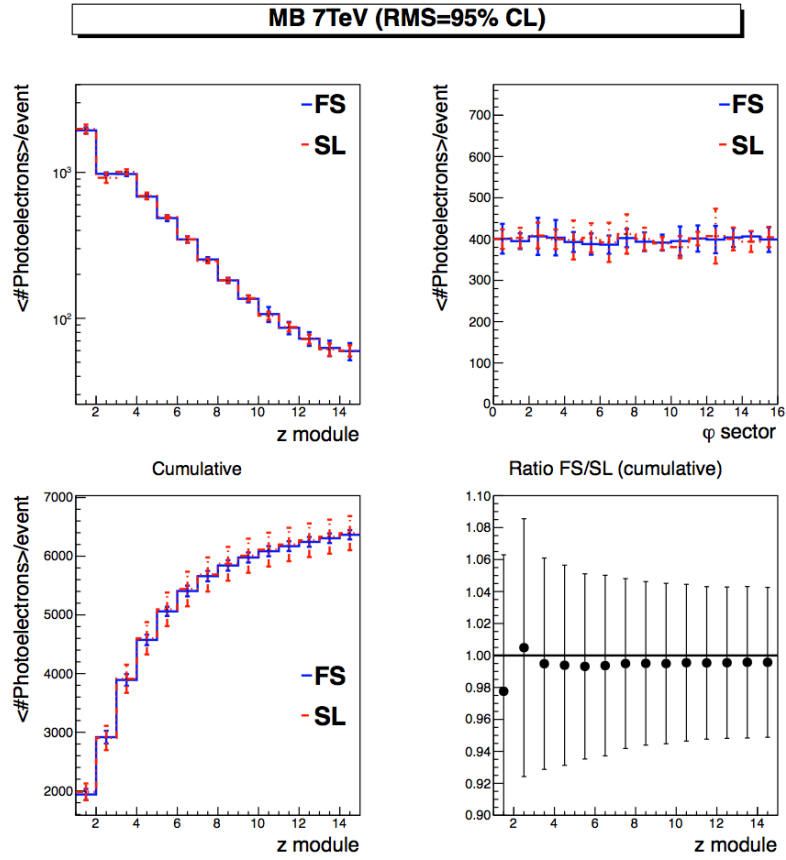 MB 7TeV (RMS=95% CL)
<#Photoelectrons>/event
10³
10²
FS
SL
2 4 6 8 10 12 14
z module
<#Photoelectrons>/event
700
600
500
400
300
200
100
0
FS
SL
0 2 4 6 8 10 12 14 16
φ sector
Cumulative
<#Photoelectrons>/event
7000
6000
5000
4000
3000
2000
FS
SL
2 4 6 8 10 12 14
z module
Ratio FS/SL (cumulative)
1.10
1.08
1.06
1.04
1.02
1.00
0.98
0.96
0.94
0.92
0.90
2 4 6 8 10 12 14
z module